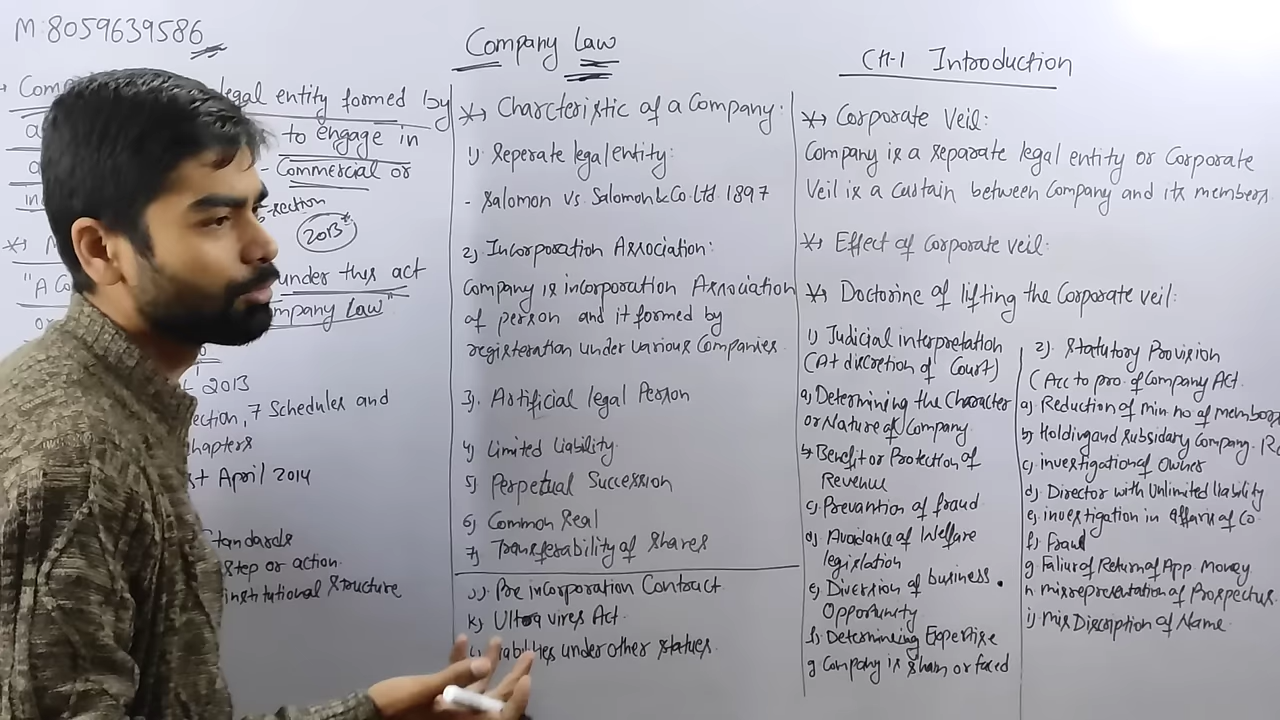 M: 8059639586
Company Law
CH-1 Introduction
legal entity formed by
to engage in
- Commercial or
section
2013
under this act
mpany Law"
2013
ection, 7 Schedules and
hapters
st April 2014
tandards
step or action
institutional structure
* Charcteristic of a Company:
1) Seperate legal entity:
- Salomon vs. Salomon & Co. Ltd. 1897
2) Incorporation Association:
Company is incorporation Association
of person and it formed by
registeration under various Companies.
3). Artificial legal Person
4) Limited Liability.
5) Perpetual Succession
6) Common Seal
7) Transferability of Shares
J). Pre incorporation Contract
K) Ultra vires Act.
iabilities under other statues.
* Corporate Veil:
Company is a separate legal entity or Corporate
Veil is a curtain between Company and its members.
* Effect of Corporate veil:
* Doctorine of lifting the Corporate veil:
1) Judicial interpretation
(At discretion of Court)
a) Determining the Character
or Nature of Company
b) Benefit or Protection of
Revenue
c) Prevantion of fraud
d) Avoidance of Welfare
legislation
e) Diversion of business
Opportunity
f) Determineing Expertise
g) Company is Sham or faced
2). Statutory Provision
(Acc to pro. of Company Act.
a) Reduction of min no of members
b) Holding and subsidary Company.
c) investigation of Owner
d) Director with Unlimited liability
e) investigation in affairs of Co.
f) Fraud
g) Faliur of Return of App. Money
h) misrepresentation of Prospectus.
i) mis Discription of Name